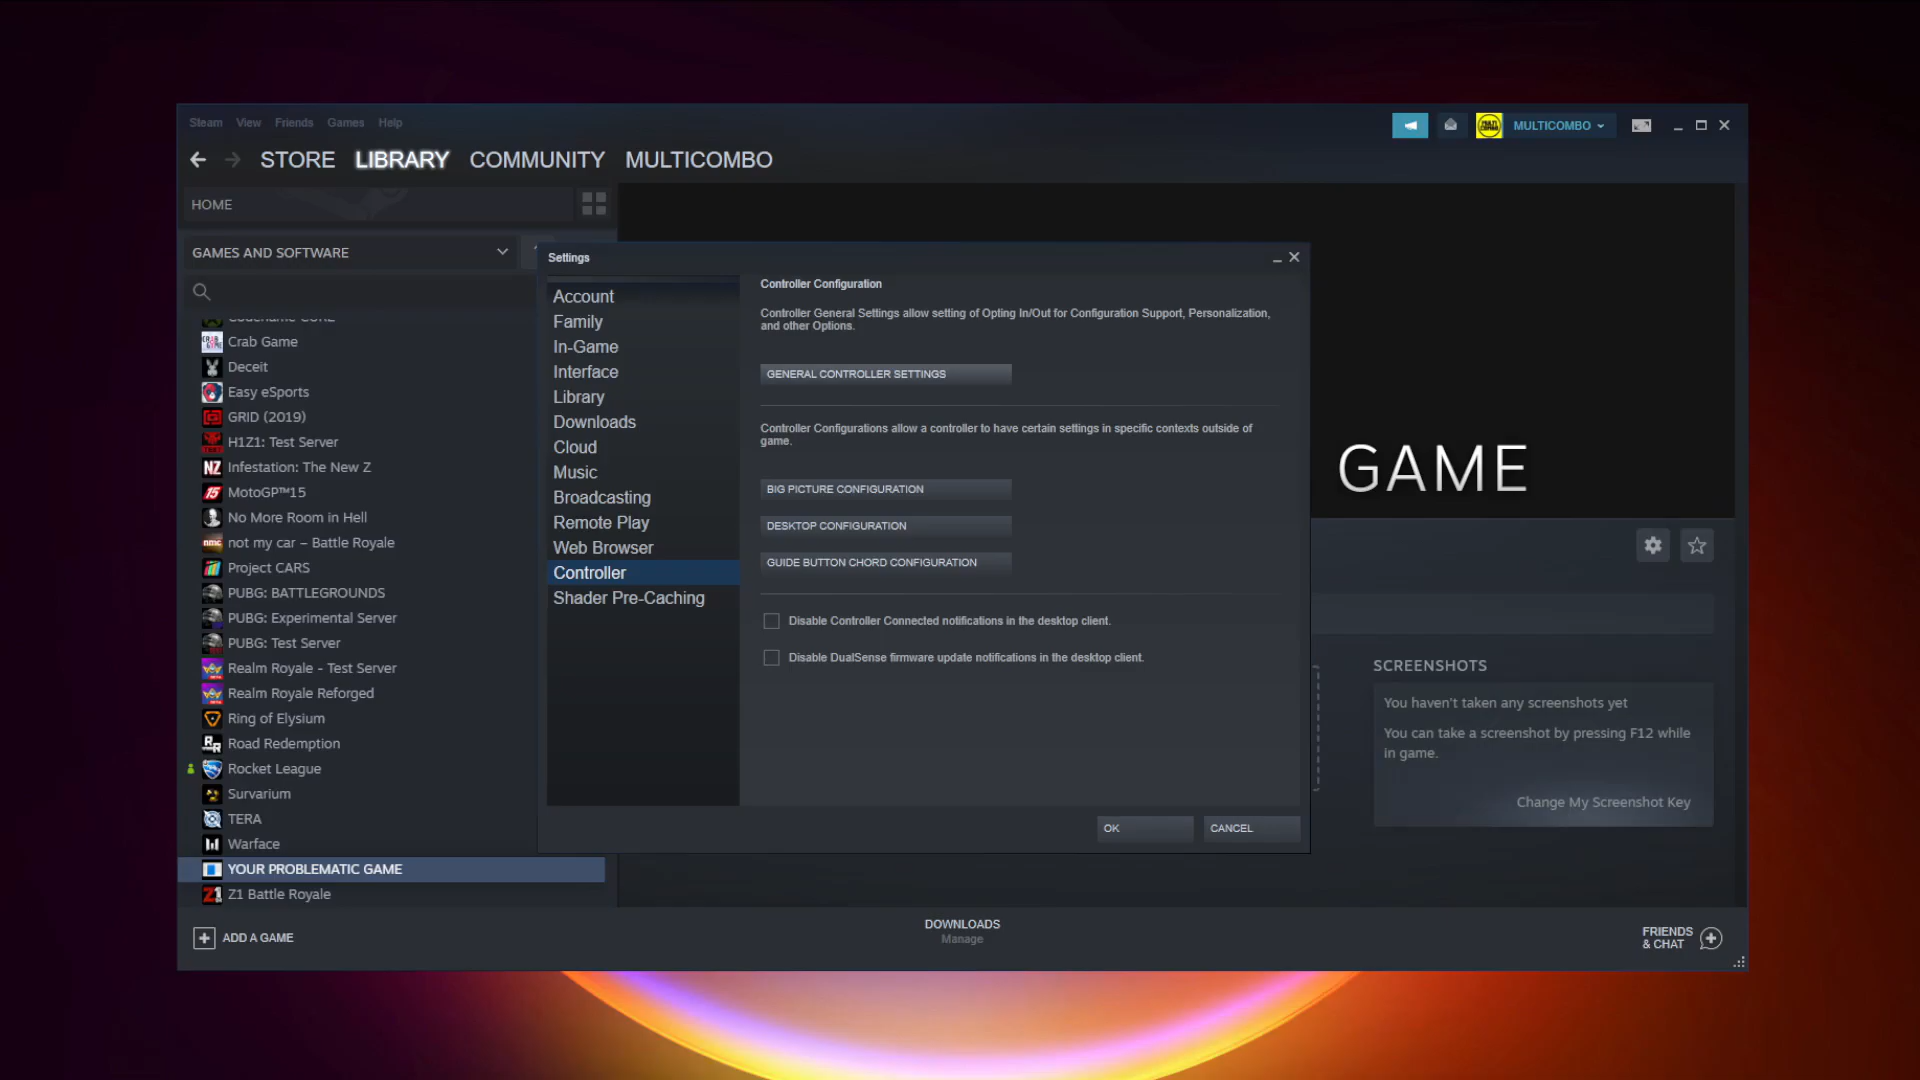 Steam View Friends Games Help
MULTICOMBO
STORE LIBRARY COMMUNITY MULTICOMBO
HOME
GAMES AND SOFTWARE
Codename CURE
Crab Game
Deceit
Easy eSports
GRID (2019)
H1Z1: Test Server
Infestation: The New Z
MotoGP™15
No More Room in Hell
not my car – Battle Royale
Project CARS
PUBG: BATTLEGROUNDS
PUBG: Experimental Server
PUBG: Test Server
Realm Royale - Test Server
Realm Royale Reforged
Ring of Elysium
Road Redemption
Rocket League
Survarium
TERA
Warface
YOUR PROBLEMATIC GAME
Z1 Battle Royale
Settings
Account
Family
In-Game
Interface
Library
Downloads
Cloud
Music
Broadcasting
Remote Play
Web Browser
Controller
Shader Pre-Caching
Controller Configuration
Controller General Settings allow setting of Opting In/Out for Configuration Support, Personalization,
and other Options.
GENERAL CONTROLLER SETTINGS
Controller Configurations allow a controller to have certain settings in specific contexts outside of
game.
BIG PICTURE CONFIGURATION
DESKTOP CONFIGURATION
GUIDE BUTTON CHORD CONFIGURATION
Disable Controller Connected notifications in the desktop client.
Disable DualSense firmware update notifications in the desktop client.
OK CANCEL
GAME
SCREENSHOTS
You haven't taken any screenshots yet
You can take a screenshot by pressing F12 while
in game.
Change My Screenshot Key
ADD A GAME
DOWNLOADS
Manage
FRIENDS
& CHAT